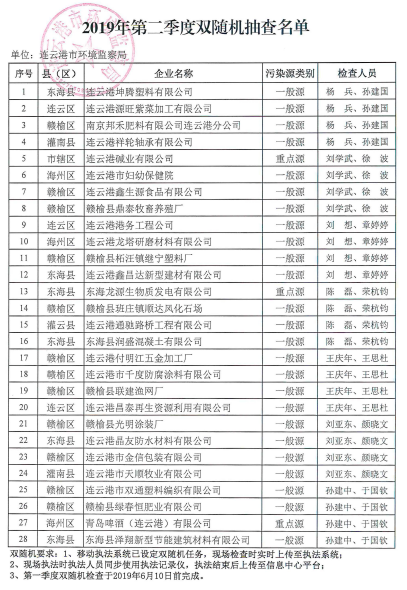 2019年第二季度双随机抽查名单
单位：连云港市环境监察局
序号 县（区） 企业名称 污染源类别 检查人员
1 东海县 连云港坤腾塑料有限公司 一般源 杨 兵、孙建国
2 连云区 连云港源旺紫菜加工有限公司 一般源 杨 兵、孙建国
3 赣榆区 南京邦禾肥料有限公司连云港分公司 一般源 杨 兵、孙建国
4 灌南县 连云港祥轮轴承有限公司 一般源 杨 兵、孙建国
5 市辖区 连云港碱业有限公司 重点源 刘学武、徐 波
6 海州区 连云港市妇幼保健院 一般源 刘学武、徐 波
7 赣榆区 连云港鑫生源食品有限公司 一般源 刘学武、徐 波
8 赣榆区 赣榆县鼎泰牧畜养殖厂 一般源 刘学武、徐 波
9 连云区 连云港港务工程公司 一般源 刘 想、章婷婷
10 海州区 连云港龙塔研磨材料有限公司 一般源 刘 想、章婷婷
11 赣榆区 赣榆县柘汪镇继宁塑料厂 一般源 刘 想、章婷婷
12 东海县 连云港鑫昌达新型建材有限公司 一般源 刘 想、章婷婷
13 东海县 东海龙源生物质发电有限公司 重点源 陈 磊、荣杭钧
14 赣榆区 赣榆县班庄镇顺达风化石场 一般源 陈 磊、荣杭钧
15 灌云县 连云港通驰路桥工程有限公司 一般源 陈 磊、荣杭钧
16 东海县 东海县润盛混凝土有限公司 一般源 陈 磊、荣杭钧
17 赣榆区 连云港付明江五金加工厂 一般源 王庆年、王思杜
18 赣榆区 连云港市千度防腐涂料有限公司 一般源 王庆年、王思杜
19 赣榆区 赣榆县联建渔网厂 一般源 王庆年、王思杜
20 连云区 连云港昌泰再生资源利用有限公司 一般源 王庆年、王思杜
21 赣榆区 赣榆县光明涂装厂 一般源 刘亚东、颜晓文
22 东海县 连云港晶友防水材料有限公司 一般源 刘亚东、颜晓文
23 赣榆区 连云港市金信包装有限公司 一般源 刘亚东、颜晓文
24 灌南县 连云港市天顺牧业有限公司 一般源 刘亚东、颜晓文
25 赣榆区 连云港市双通塑料编织有限公司 一般源 孙建中、于国钦
26 赣榆区 赣榆县绿春恒肥业有限公司 一般源 孙建中、于国钦
27 海州区 青岛啤酒（连云港）有限公司 重点源 孙建中、于国钦
28 东海县 东海县泽翔新型节能建筑材料有限公司 一般源 孙建中、于国钦
双随机要求：1、移动执法系统已设定双随机任务，现场检查时实时上传至执法系统；
2、现场执法时执法人员同步使用执法记录仪，执法结束后上传至信息中心平台；
3、第一季度双随机检查于2019年6月10日前完成。